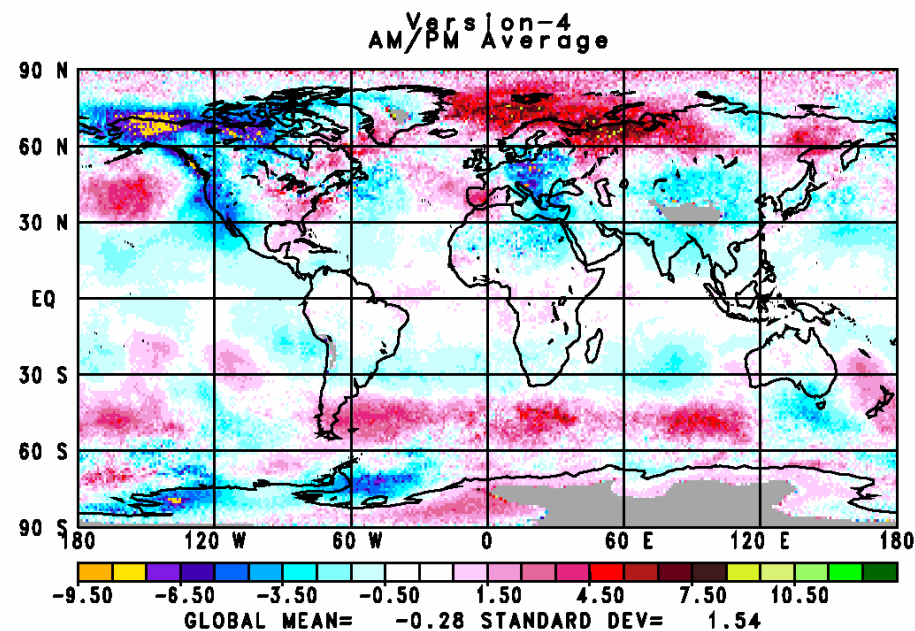 Version-4
AM/PM Average
90 N
60 N
30 N
EQ
30 S
60 S
90 S
180 120 W 60 W 0 60 E 120 E 180
-9.50 -6.50 -3.50 -0.50 1.50 4.50 7.50 10.50
GLOBAL MEAN= -0.28 STANDARD DEV= 1.54